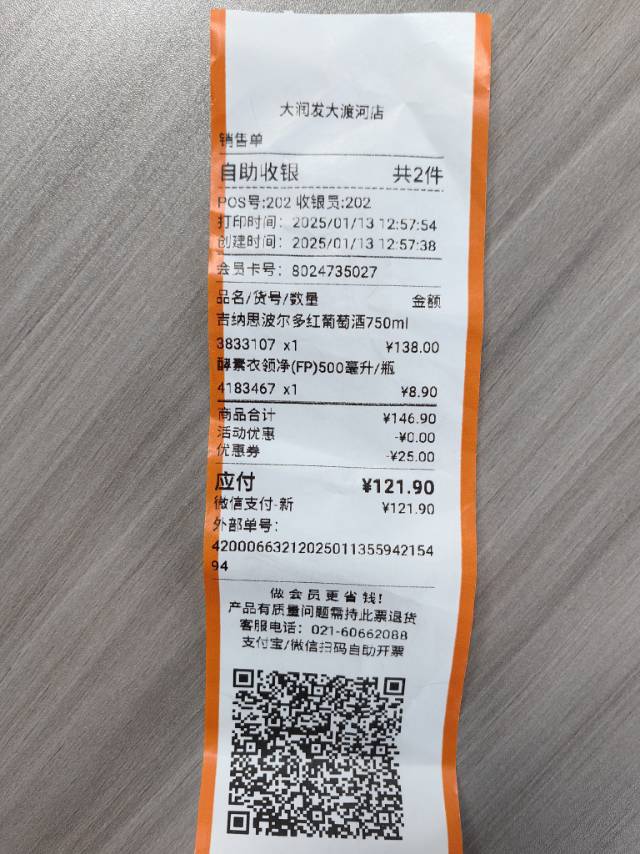 大润发大渡河店
销售单
自助收银 共2件
POS号:202 收银员:202
打印时间: 2025/01/13 12:57:54
创建时间: 2025/01/13 12:57:38
会员卡号: 8024735027
品名/货号/数量 金额
吉纳思波尔多红葡萄酒750ml
3833107 x1 ¥138.00
酵素衣领净(FP)500毫升/瓶
4183467 x1 ¥8.90
商品合计 ¥146.90
活动优惠 -¥0.00
优惠券 -¥25.00
应付 ¥121.90
微信支付-新 ¥121.90
外部单号:
42000663212025011355942154
94
做会员更省钱!
产品有质量问题需持此票退货
客服电话: 021-60662088
支付宝/微信扫码自助开票